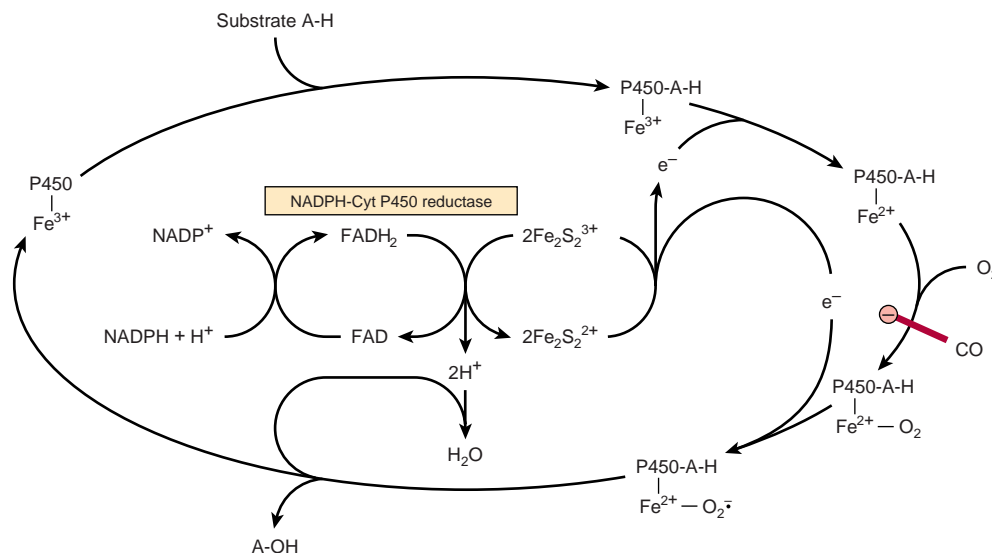 Substrate A-H
P450-A-H
Fe³⁺
e⁻
P450-A-H
Fe²⁺
P450
Fe³⁺
NADPH-Cyt P450 reductase
NADP⁺
FADH₂
2Fe₂S₂³⁺
O₂
e⁻
NADPH + H⁺
FAD
2Fe₂S₂²⁺
CO
2H⁺
P450-A-H
Fe²⁺ — O₂
H₂O
P450-A-H
Fe²⁺ — O₂⁻•
A-OH